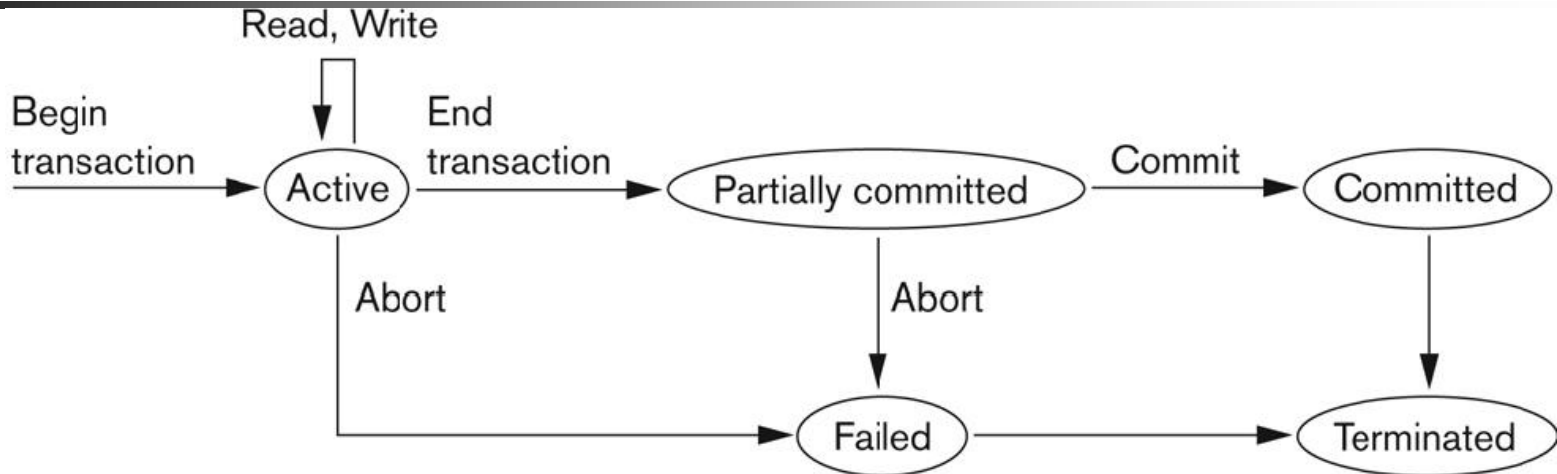 Read, Write
Begin
transaction
End
transaction
Active
Partially committed
Commit
Committed
Abort
Abort
Failed
Terminated